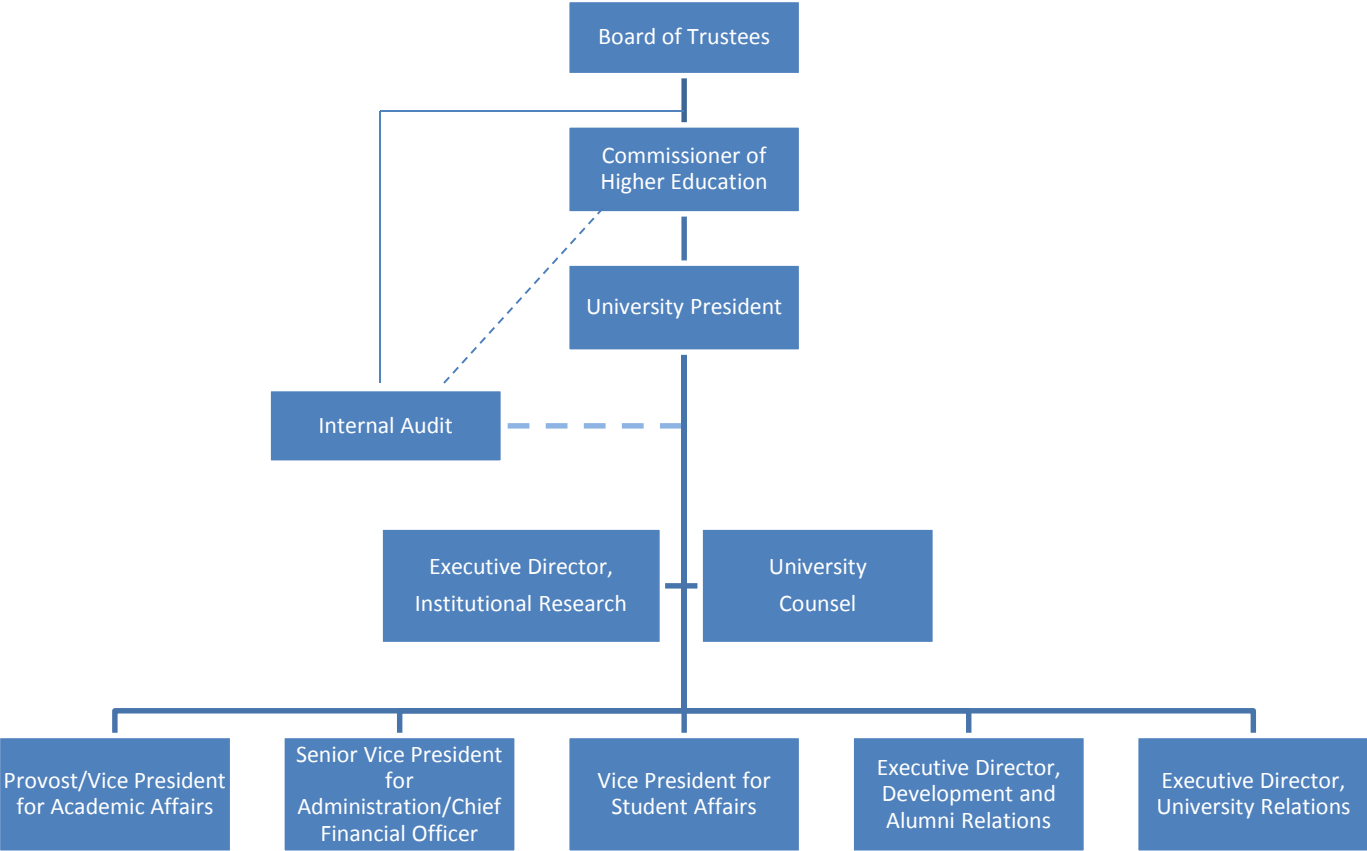 Board of Trustees
Commissioner of
Higher Education
University President
Internal Audit
Executive Director,
Institutional Research
University
Counsel
Provost/Vice President
for Academic Affairs
Senior Vice President
for
Administration/Chief
Financial Officer
Vice President for
Student Affairs
Executive Director,
Development and
Alumni Relations
Executive Director,
University Relations